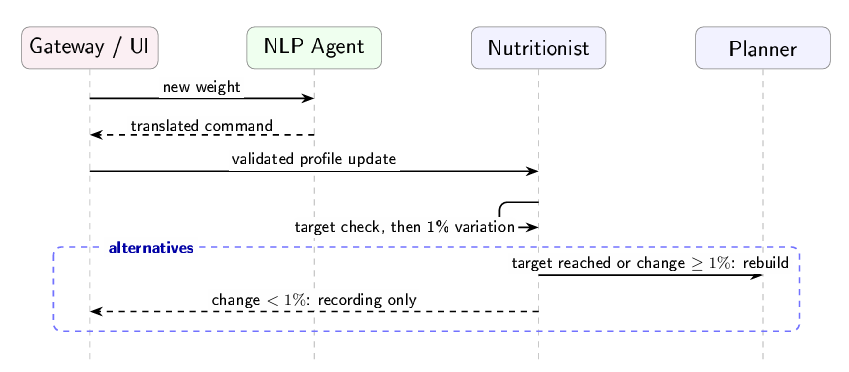 Gateway / UI
NLP Agent
Nutritionist
Planner
new weight
translated command
validated profile update
target check, then 1% variation
alternatives
target reached or change ≥ 1%: rebuild
change < 1%: recording only